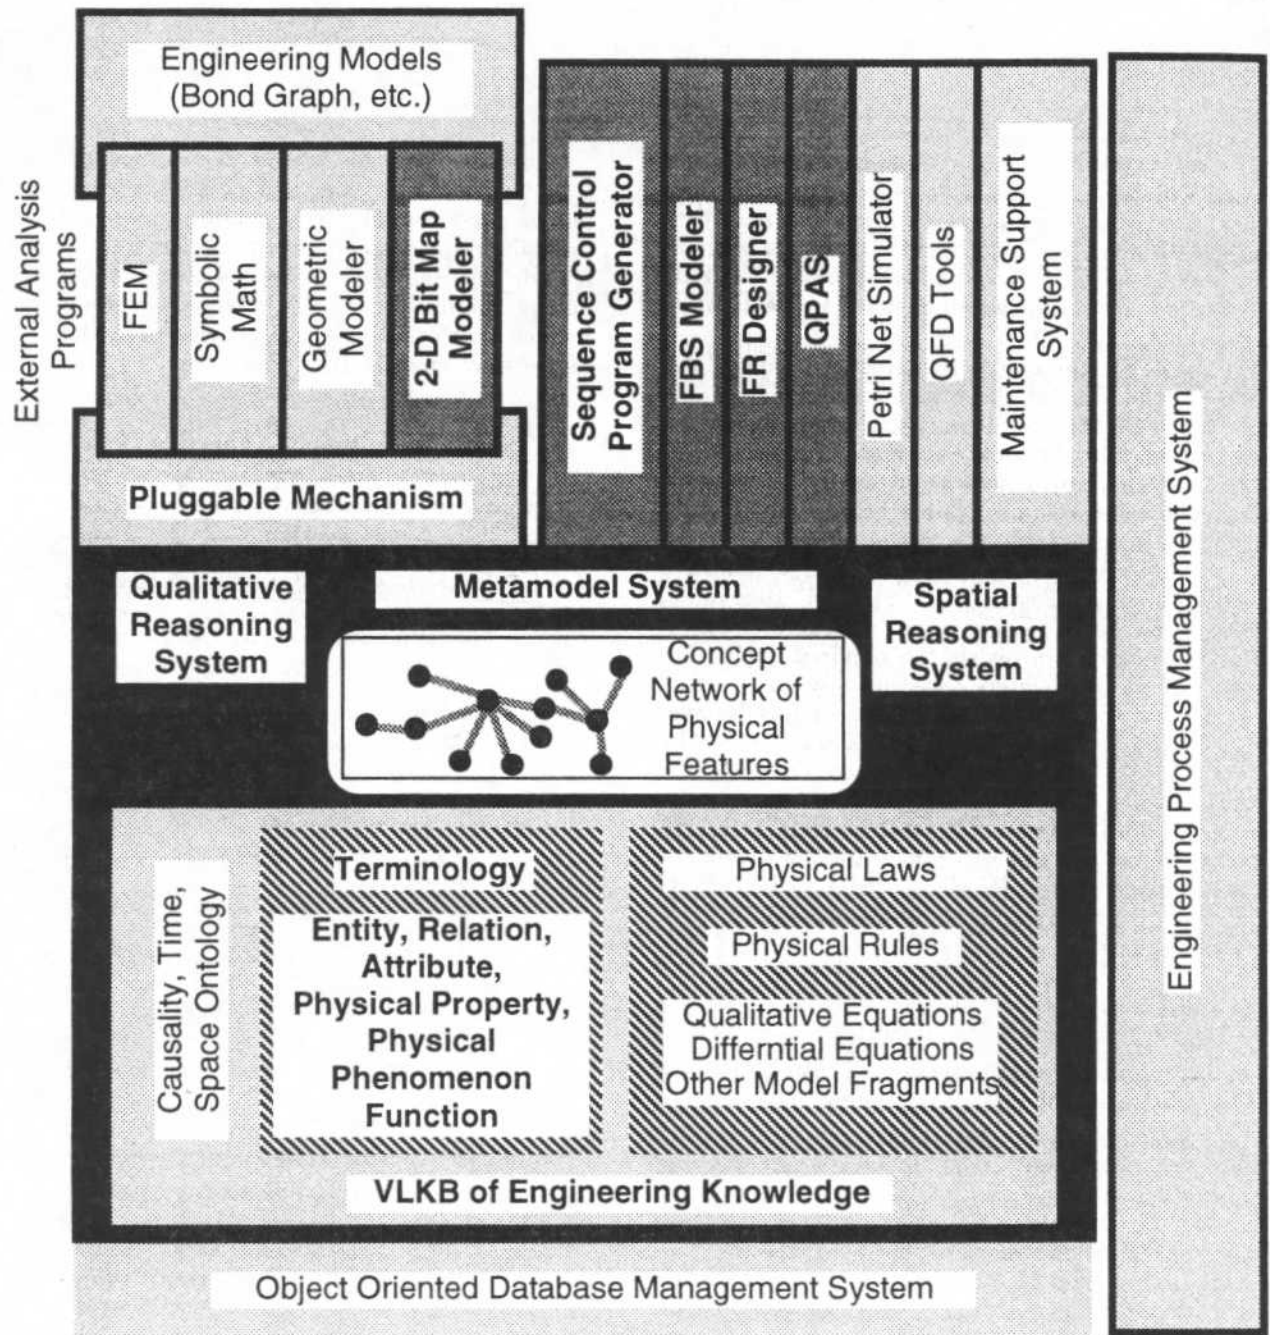 Engineering Models
(Bond Graph, etc.)
External Analysis
Programs
FEM
Symbolic
Math
Geometric
Modeler
2-D Bit Map
Modeler
Pluggable Mechanism
Sequence Control
Program Generator
FBS Modeler
FR Designer
QPAS
Petri Net Simulator
QFD Tools
Maintenance Support
System
Engineering Process Management System
Qualitative
Reasoning
System
Metamodel System
Concept
Network of
Physical
Features
Spatial
Reasoning
System
Causality, Time,
Space Ontology
Terminology
Entity, Relation,
Attribute,
Physical Property,
Physical
Phenomenon
Function
Physical Laws
Physical Rules
Qualitative Equations
Differntial Equations
Other Model Fragments
VLKB of Engineering Knowledge
Object Oriented Database Management System